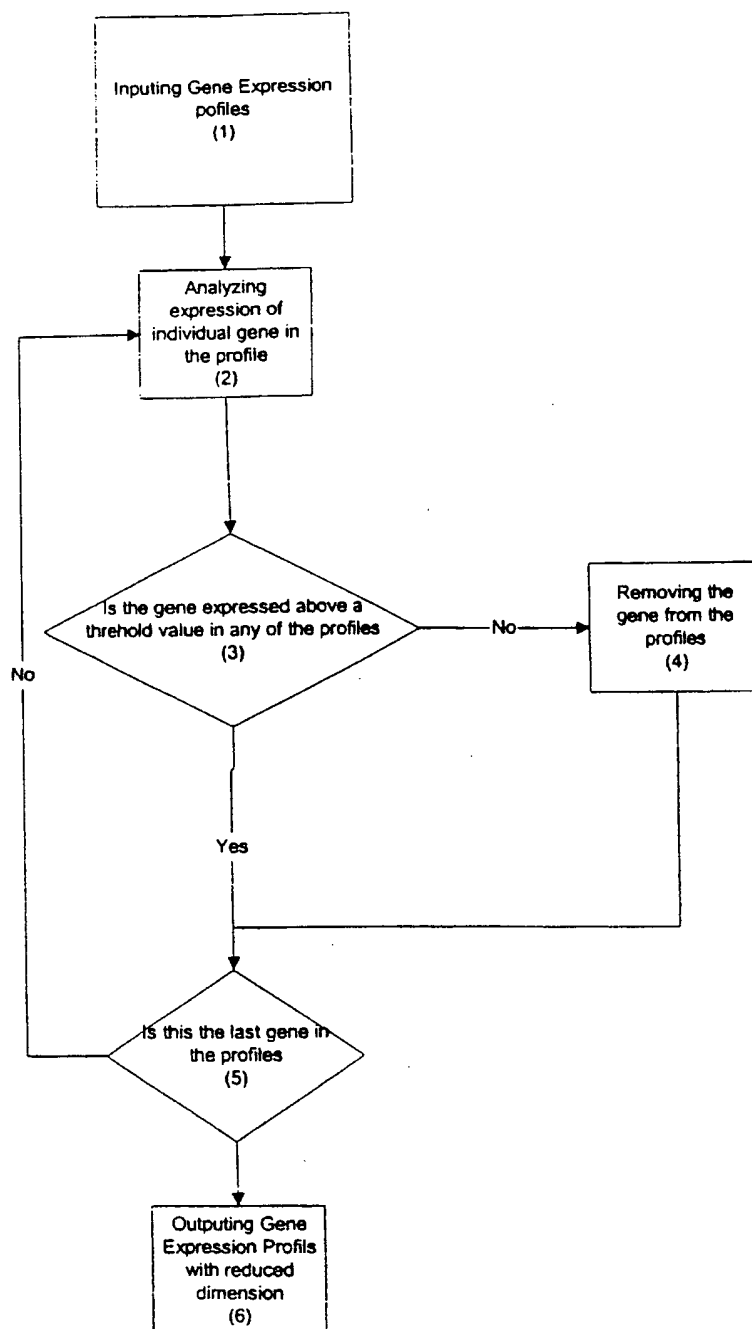 Inputing Gene Expression
pofiles
(1)
Analyzing
expression of
individual gene in
the profile
(2)
Is the gene expressed above a
threhold value in any of the profiles
(3)
No
Removing the
gene from the
profiles
(4)
No
Yes
Is this the last gene in
the profiles
(5)
Outputing Gene
Expression Profils
with reduced
dimension
(6)